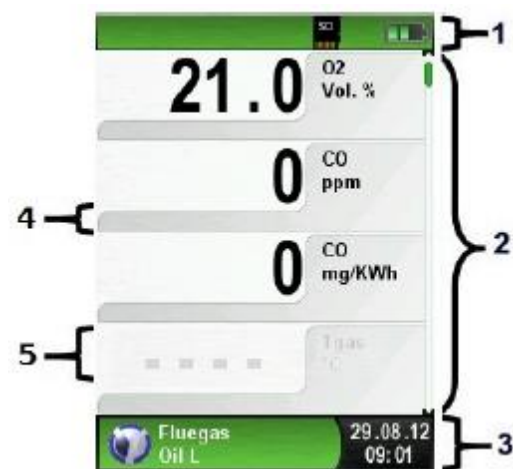 SD
1
21.0
O2
Vol. %
0
CO
ppm
4
2
0
CO
mg/KWh
5
- - - -
Tgas
°C
Fluegas
Oil L
29.08.12
09:01
3